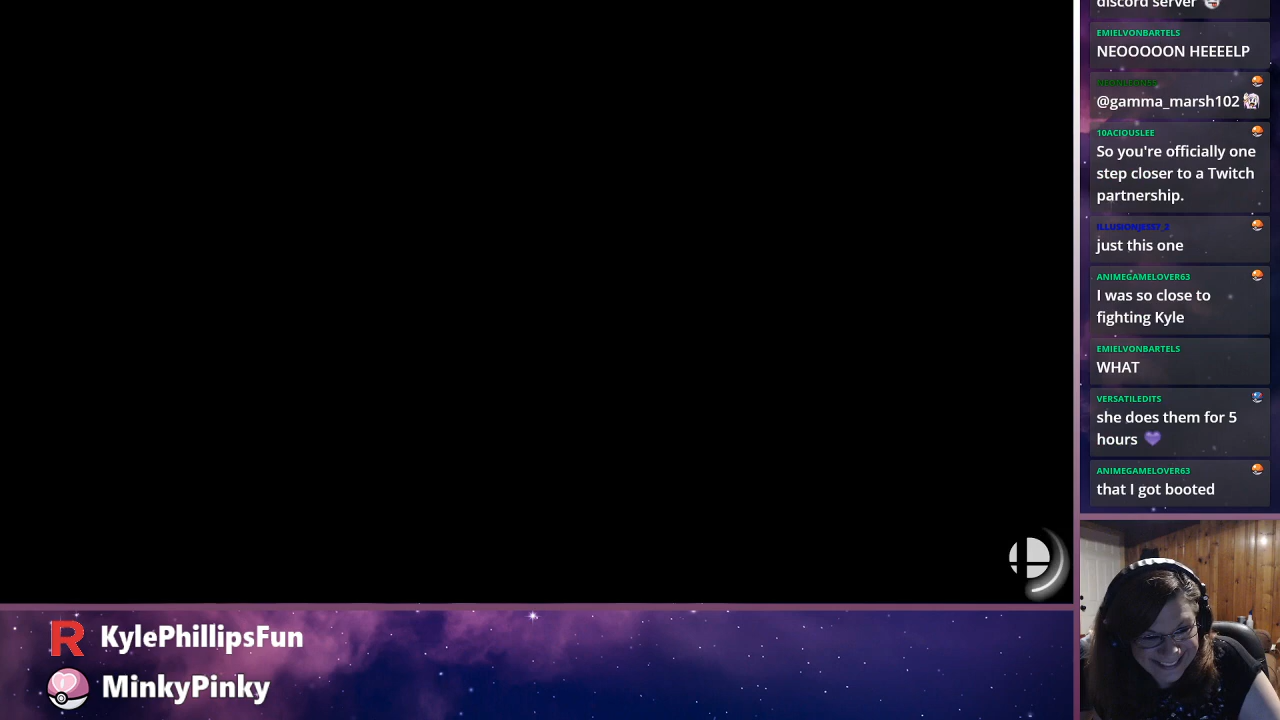 discord server
EMIELVONBARTELS
NEOOOOON HEEEELP
@gamma_marsh102
10ACIOUSLEE
So you're officially one
step closer to a Twitch
partnership.
ILLUSIONJESS7_3
just this one
ANIMEGAMELOVER63
I was so close to
fighting Kyle
EMIELVONBARTELS
WHAT
VERSATILEDITS
she does them for 5
hours
ANIMEGAMELOVER63
that I got booted
R KylePhillipsFun
MinkyPinky